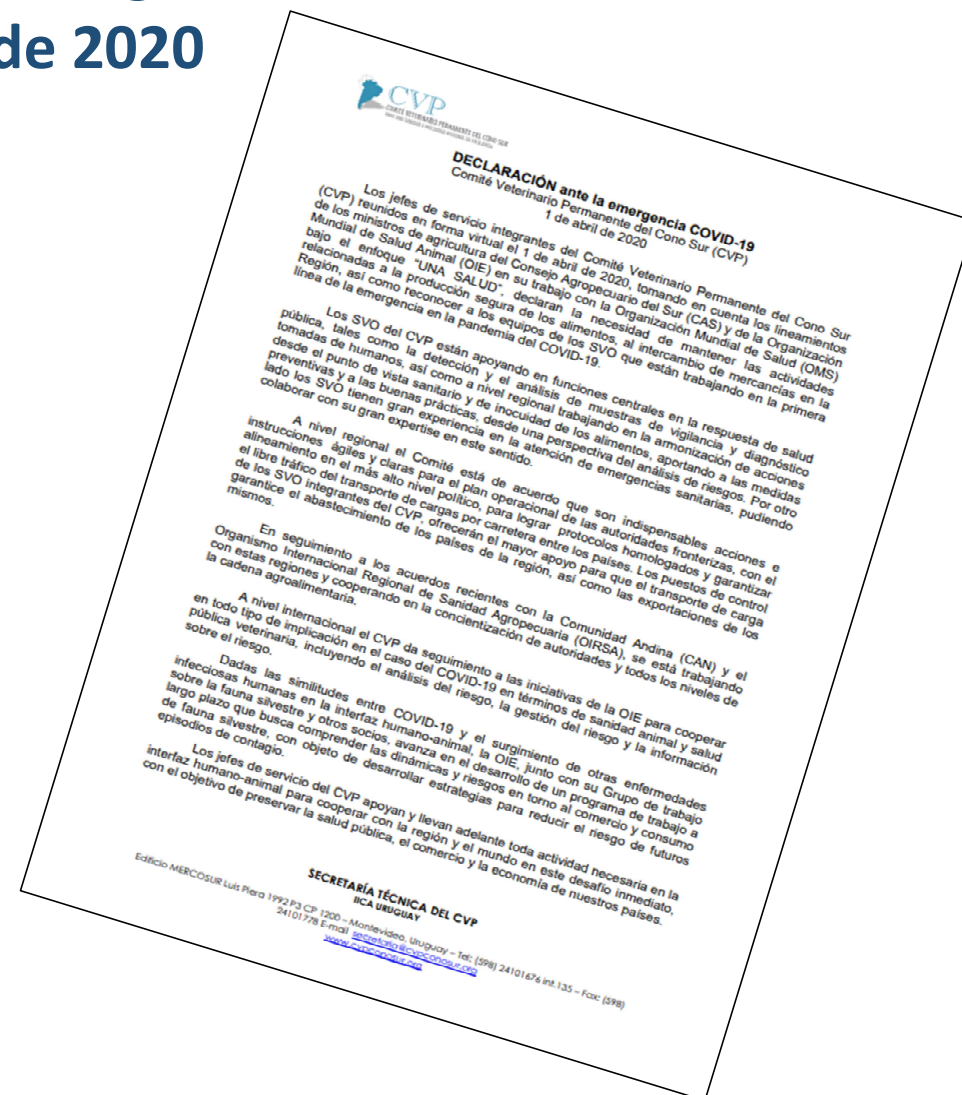 de 2020
CVP
COMITÉ VETERINARIO PERMANENTE DEL CONO SUR
DECLARACIÓN ante la emergencia COVID-19
Comité Veterinario Permanente del Cono Sur (CVP)
1 de abril de 2020
Los jefes de servicio integrantes del Comité Veterinario Permanente del Cono Sur
(CVP) reunidos en forma virtual el 1 de abril de 2020, tomando en cuenta los lineamientos
de los ministros de agricultura del Consejo Agropecuario del Sur (CAS) y de la Organización
Mundial de Salud Animal (OIE) en su trabajo con la Organización Mundial de Salud (OMS)
bajo el enfoque "UNA SALUD", declaran la necesidad de mantener las actividades
relacionadas a la producción segura de los alimentos, al intercambio de mercancías en la
Región, así como reconocer a los equipos de los SVO que están trabajando en la primera
línea de la emergencia en la pandemia del COVID-19.
Los SVO del CVP están apoyando en funciones centrales en la respuesta de salud
pública, tales como la detección y el análisis de muestras de vigilancia y diagnóstico
tomadas de humanos, así como a nivel regional trabajando en la armonización de acciones
desde el punto de vista sanitario y de inocuidad de los alimentos, aportando a las medidas
preventivas y a las buenas prácticas, desde una perspectiva del análisis de riesgos. Por otro
lado los SVO tienen gran experiencia en la atención de emergencias sanitarias, pudiendo
colaborar con su gran expertise en este sentido.
A nivel regional el Comité está de acuerdo que son indispensables acciones e
instrucciones ágiles y claras para el plan operacional de las autoridades fronterizas, con el
alineamiento en el más alto nivel político, para lograr protocolos homologados y garantizar
el libre tráfico del transporte de cargas por carretera entre los países. Los puestos de control
de los SVO integrantes del CVP, ofrecerán el mayor apoyo para que el transporte de carga
garantice el abastecimiento de los países de la región, así como las exportaciones de los
mismos.
En seguimiento a los acuerdos recientes con la Comunidad Andina (CAN) y el
Organismo Internacional Regional de Sanidad Agropecuaria (OIRSA), se está trabajando
con estas regiones y cooperando en la concientización de autoridades y todos los niveles de
la cadena agroalimentaria.
A nivel internacional el CVP da seguimiento a las iniciativas de la OIE para cooperar
en todo tipo de implicación en el caso del COVID-19 en términos de sanidad animal y salud
pública veterinaria, incluyendo el análisis del riesgo, la gestión del riesgo y la información
sobre el riesgo.
Dadas las similitudes entre COVID-19 y el surgimiento de otras enfermedades
infecciosas humanas en la interfaz humano-animal, la OIE, junto con su Grupo de trabajo
sobre la fauna silvestre y otros socios, avanza en el desarrollo de un programa de trabajo a
largo plazo que busca comprender las dinámicas y riesgos en torno al comercio y consumo
de fauna silvestre, con objeto de desarrollar estrategias para reducir el riesgo de futuros
episodios de contagio.
Los jefes de servicio del CVP apoyan y llevan adelante toda actividad necesaria en la
interfaz humano-animal para cooperar con la región y el mundo en este desafío inmediato,
con el objetivo de preservar la salud pública, el comercio y la economía de nuestros países.
SECRETARÍA TÉCNICA DEL CVP
IICA URUGUAY
Edificio MERCOSUR Luis Piera 1992 P3 CP 1200 – Montevideo, Uruguay – Tel: (598) 24101676 int.135 – Fax: (598)
24101778 E-mail secretaria@cvpconosur.org
www.cvpconosur.org